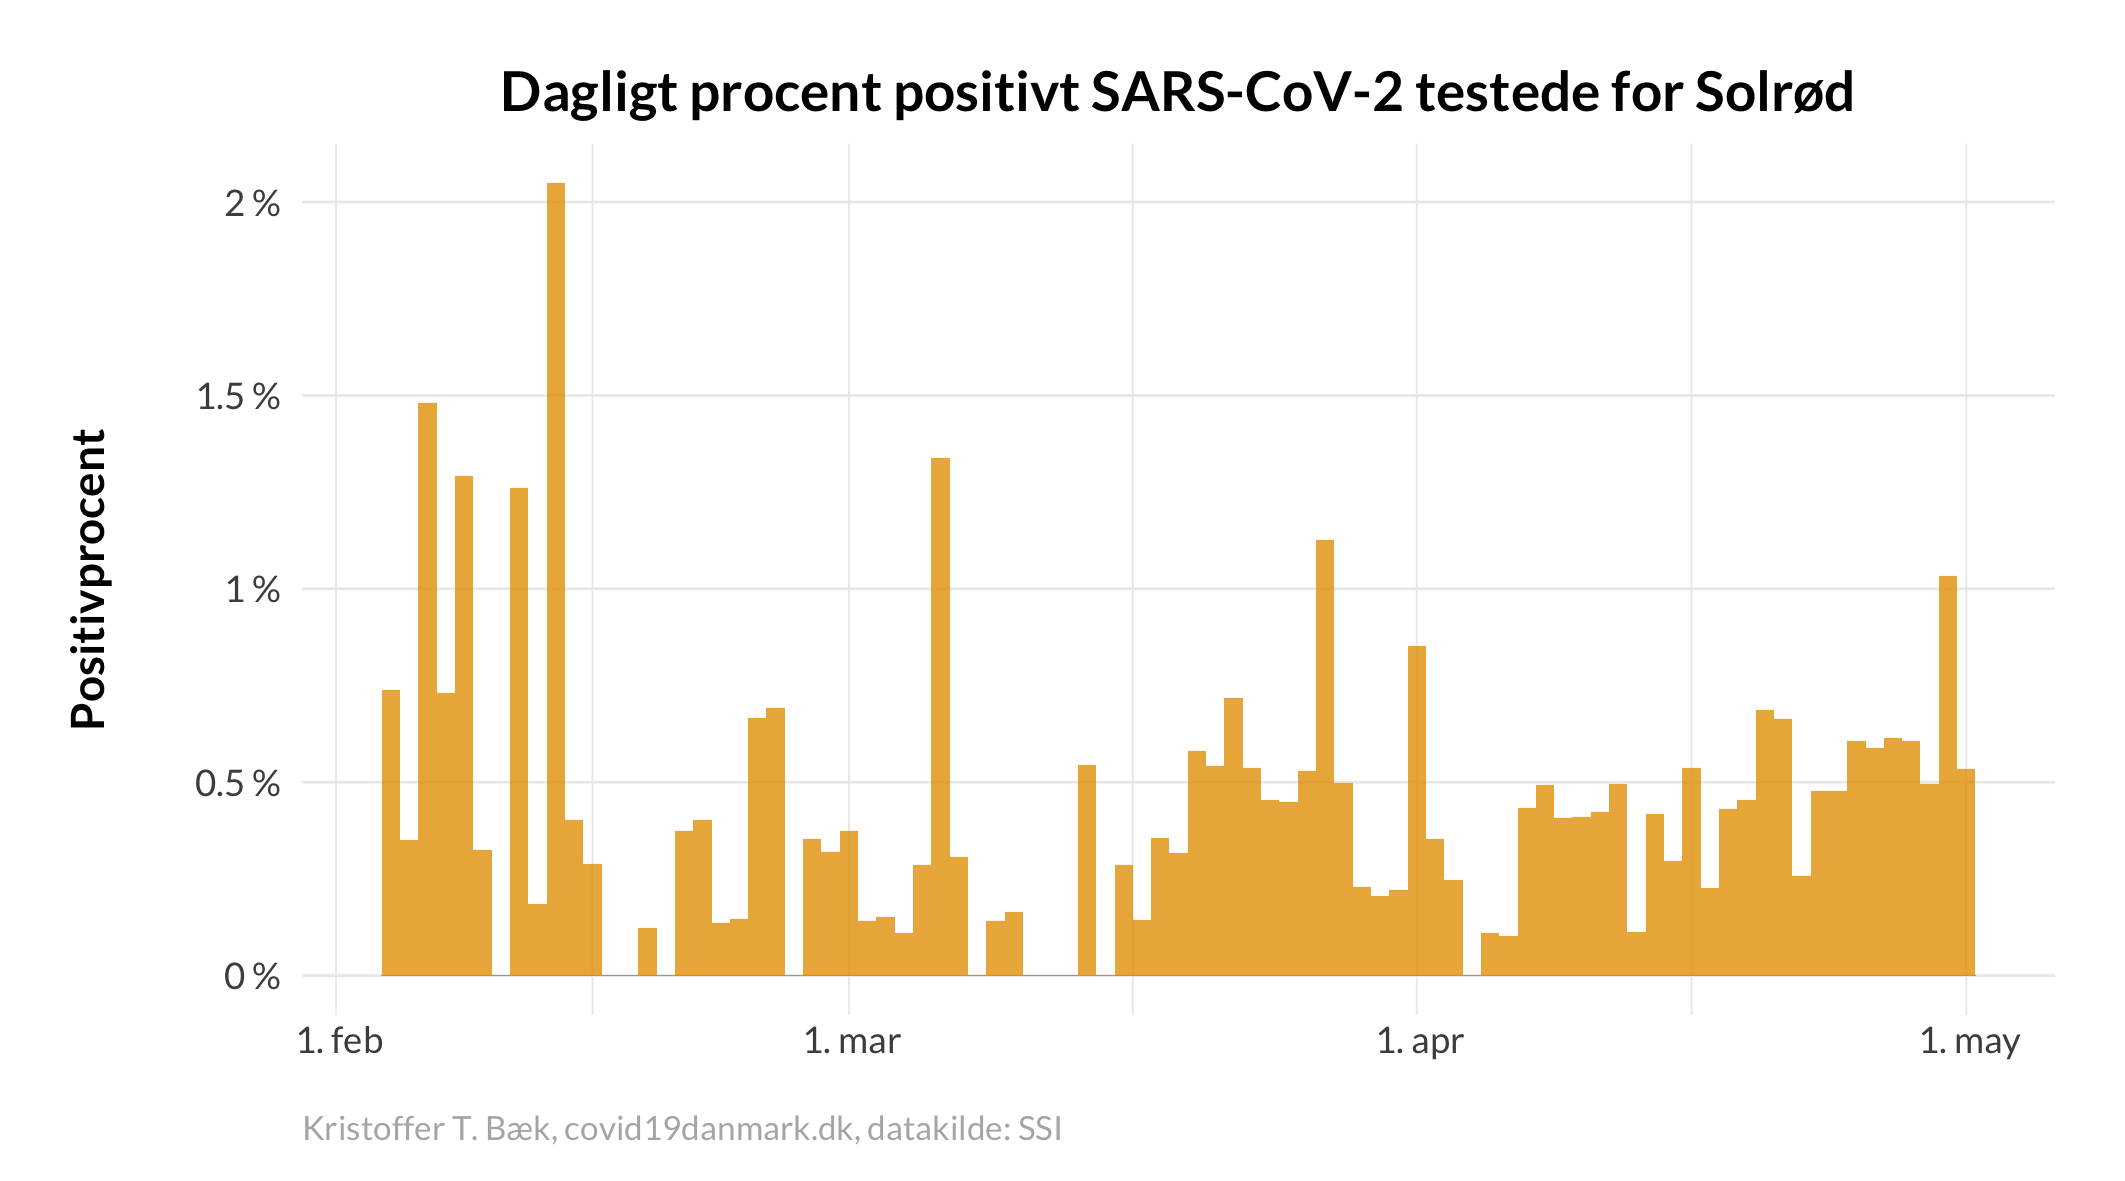 Dagligt procent positivt SARS-CoV-2 testede for Solrød
Positivprocent
2 %
1.5 %
1 %
0.5 %
0 %
1. feb
1. mar
1. apr
1. may
Kristoffer T. Bæk, covid19danmark.dk, datakilde: SSI